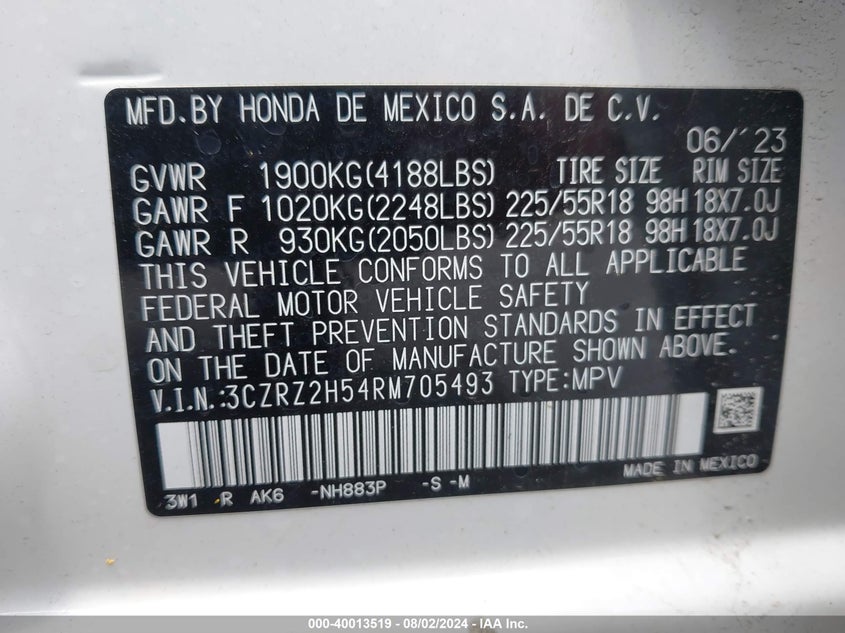 MFD.BY HONDA DE MEXICO S.A. DE C.V.
06/'23
GVWR 1900KG(4188LBS) TIRE SIZE RIM SIZE
GAWR F 1020KG(2248LBS) 225/55R18 98H 18X7.0J
GAWR R 930KG(2050LBS) 225/55R18 98H 18X7.0J
THIS VEHICLE CONFORMS TO ALL APPLICABLE
FEDERAL MOTOR VEHICLE SAFETY
AND THEFT PREVENTION STANDARDS IN EFFECT
ON THE DATE OF MANUFACTURE SHOWN ABOVE.
V.I.N.:3CZRZ2H54RM705493 TYPE:MPV
MADE IN MEXICO
3W1 R AK6 -NH883P -S -M
000-40013519 - 08/02/2024 - IAA Inc.